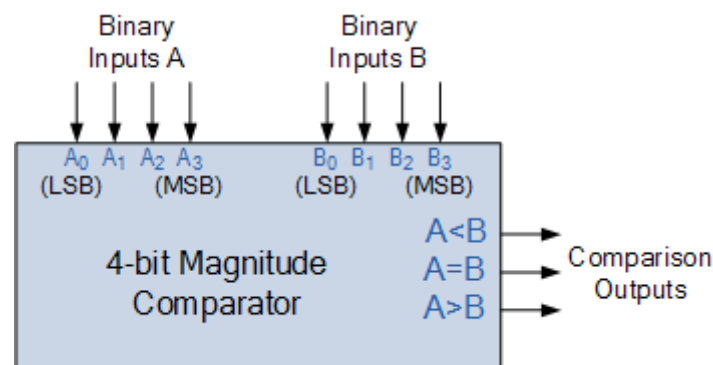 Binary
Inputs A
Binary
Inputs B
A₀ A₁ A₂ A₃
B₀ B₁ B₂ B₃
(LSB) (MSB)
(LSB) (MSB)
A<B
4-bit Magnitude
Comparator
A=B
A>B
Comparison
Outputs